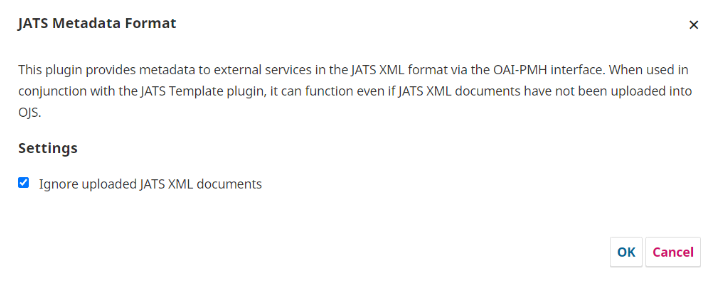 JATS Metadata Format
×
This plugin provides metadata to external services in the JATS XML format via the OAI-PMH interface. When used in
conjunction with the JATS Template plugin, it can function even if JATS XML documents have not been uploaded into
OJS.
Settings
Ignore uploaded JATS XML documents
OK Cancel